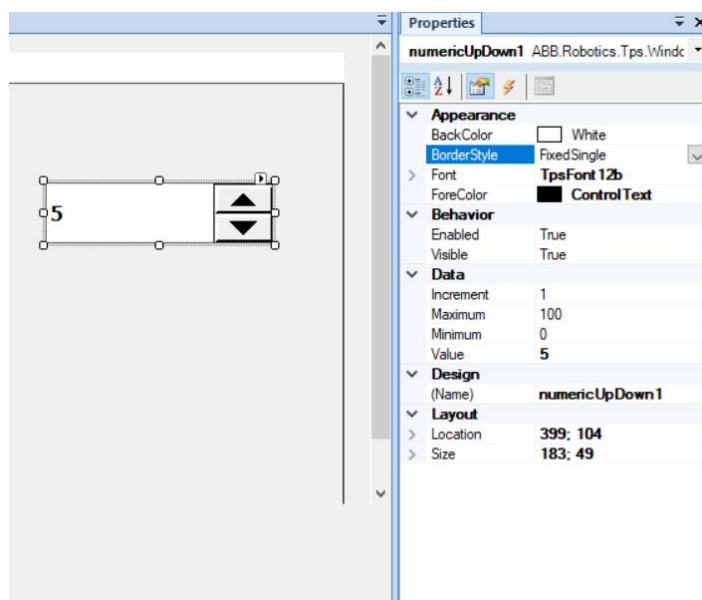 Properties
numericUpDown1 ABB.Robotics.Tps.Windc
Appearance
BackColor White
BorderStyle FixedSingle
Font TpsFont12b
ForeColor ControlText
Behavior
Enabled True
Visible True
Data
Increment 1
Maximum 100
Minimum 0
Value 5
Design
(Name) numericUpDown1
Layout
Location 399; 104
Size 183; 49
5